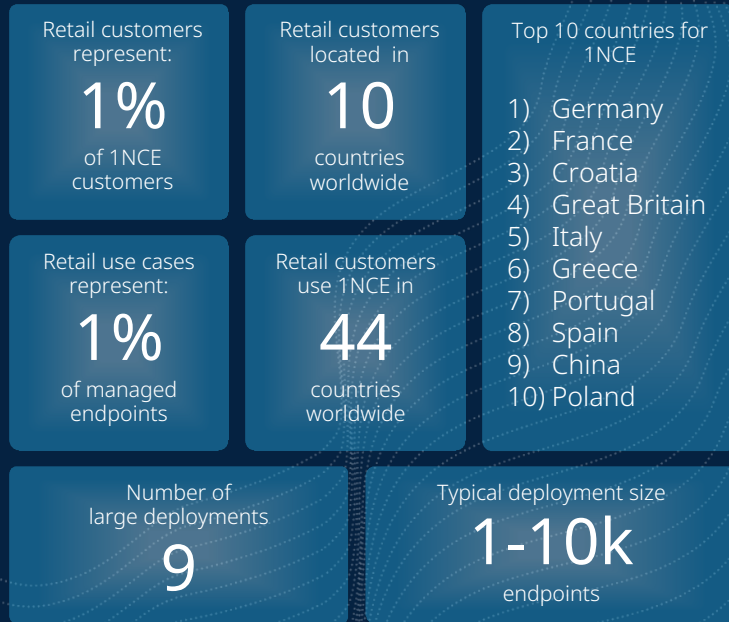 Retail customers
represent:
1%
of 1NCE
customers
Retail customers
located in
10
countries
worldwide
Top 10 countries for
1NCE
1) Germany
2) France
3) Croatia
4) Great Britain
5) Italy
6) Greece
7) Portugal
8) Spain
9) China
10) Poland
Retail use cases
represent:
1%
of managed
endpoints
Retail customers
use 1NCE in
44
countries
worldwide
Number of
large deployments
9
Typical deployment size
1-10k
endpoints